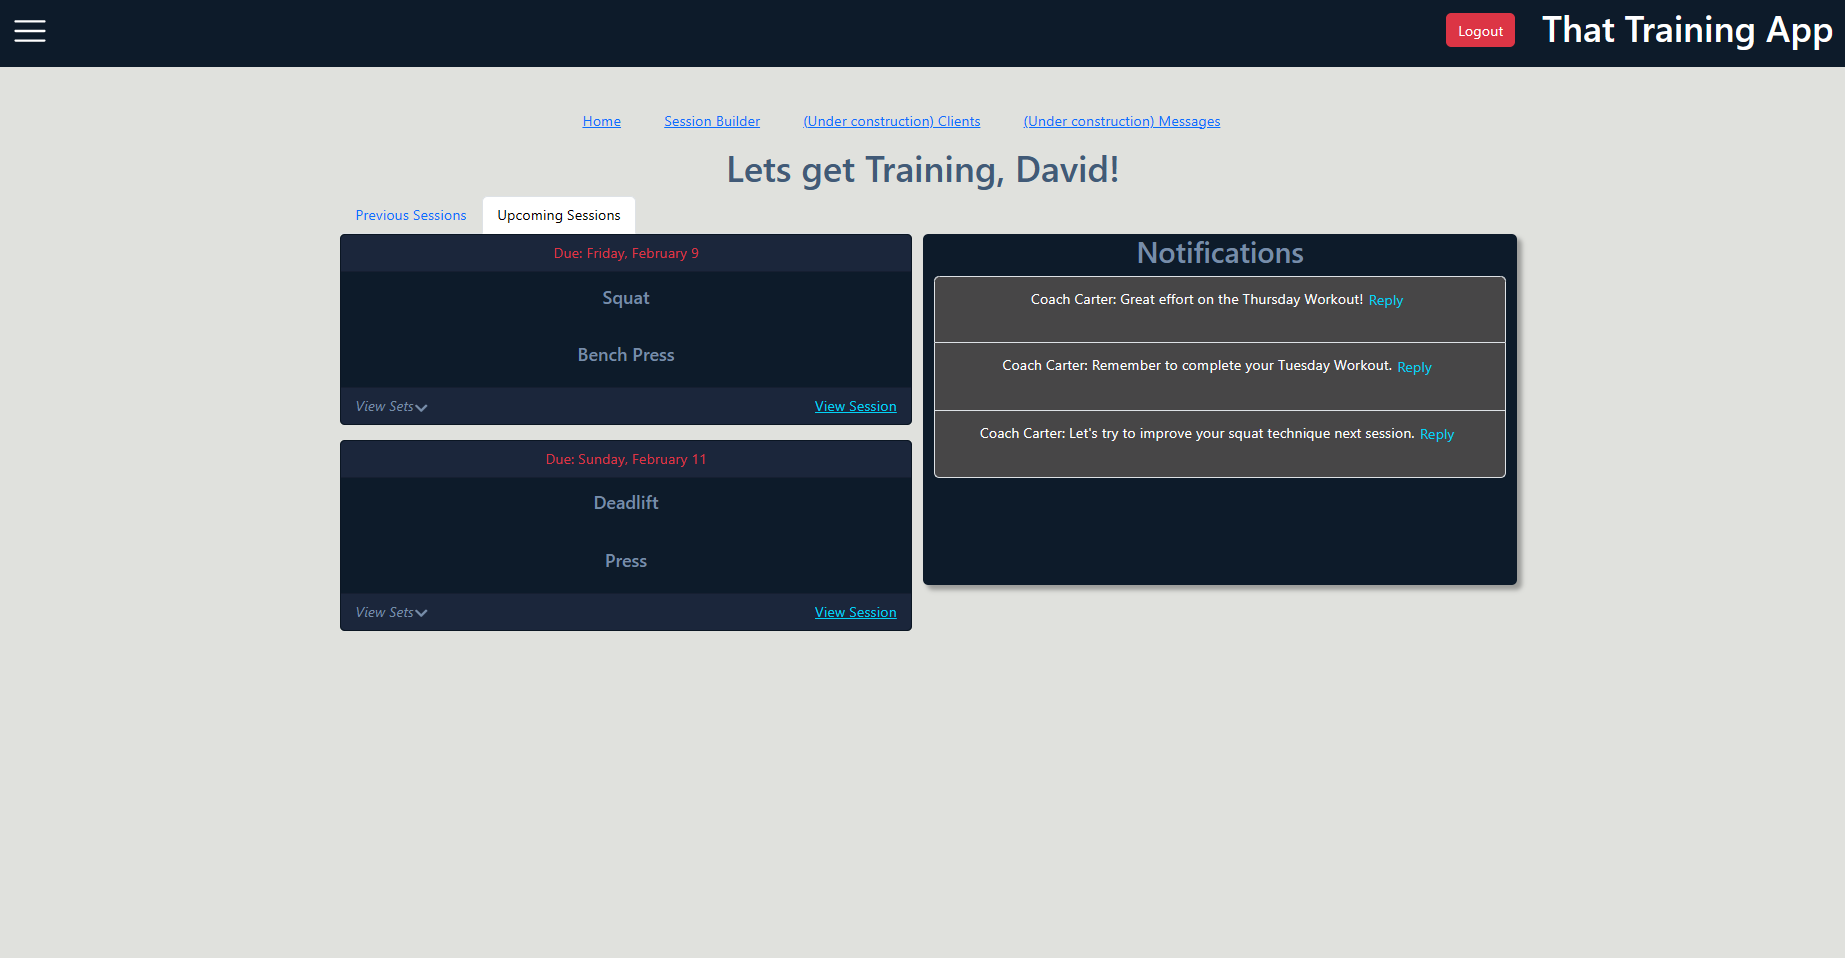 Logout
That Training App
Home
Session Builder
(Under construction) Clients
(Under construction) Messages
Lets get Training, David!
Previous Sessions
Upcoming Sessions
Due: Friday, February 9
Squat
Bench Press
View Sets
View Session
Due: Sunday, February 11
Deadlift
Press
View Sets
View Session
Notifications
Coach Carter: Great effort on the Thursday Workout! Reply
Coach Carter: Remember to complete your Tuesday Workout. Reply
Coach Carter: Let's try to improve your squat technique next session. Reply